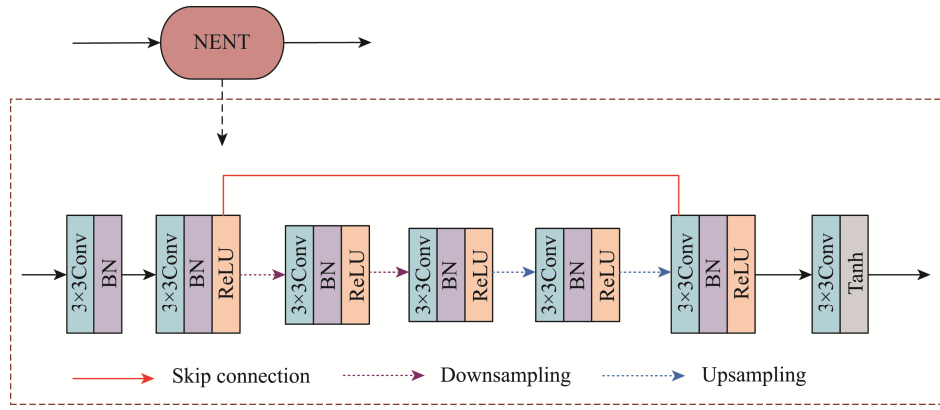 NENT
3×3Conv
BN
3×3Conv
BN
ReLU
3×3Conv
BN
ReLU
3×3Conv
BN
ReLU
3×3Conv
BN
ReLU
3×3Conv
BN
ReLU
3×3Conv
Tanh
Skip connection
Downsampling
Upsampling